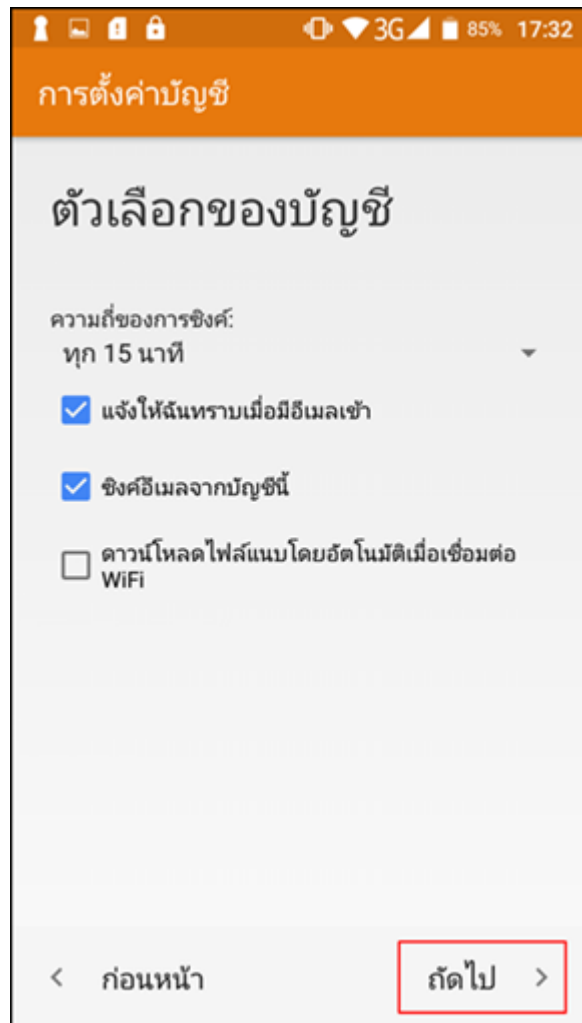 3G 85% 17:32
การตั้งค่าบัญชี
ตัวเลือกของบัญชี
ความถี่ของการซิงค์:
ทุก 15 นาที
แจ้งให้ฉันทราบเมื่อมีอีเมลเข้า
ซิงค์อีเมลจากบัญชีนี้
ดาวน์โหลดไฟล์แนบโดยอัตโนมัติเมื่อเชื่อมต่อ
WiFi
ก่อนหน้า ถัดไป